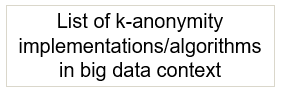 List of k-anonymity
implementations/algorithms
in big data context